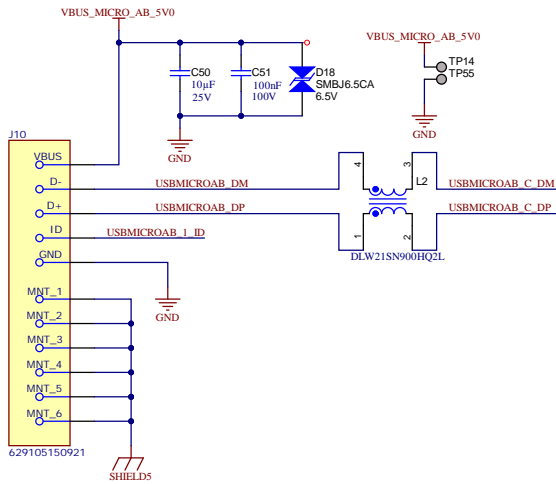 VBUS_MICRO_AB_5V0
VBUS_MICRO_AB_5V0
C50
10µF
25V
C51
100nF
100V
D18
SMBJ6.5CA
6.5V
TP14
TP55
GND
GND
J10
VBUS
D-
D+
ID
GND
MNT_1
MNT_2
MNT_3
MNT_4
MNT_5
MNT_6
629105150921
USBMICROAB_DM
USBMICROAB_DP
USBMICROAB_1_ID
GND
SHIELD5
4
3
L2
1
2
DLW21SN900HQ2L
USBMICROAB_C_DM
USBMICROAB_C_DP